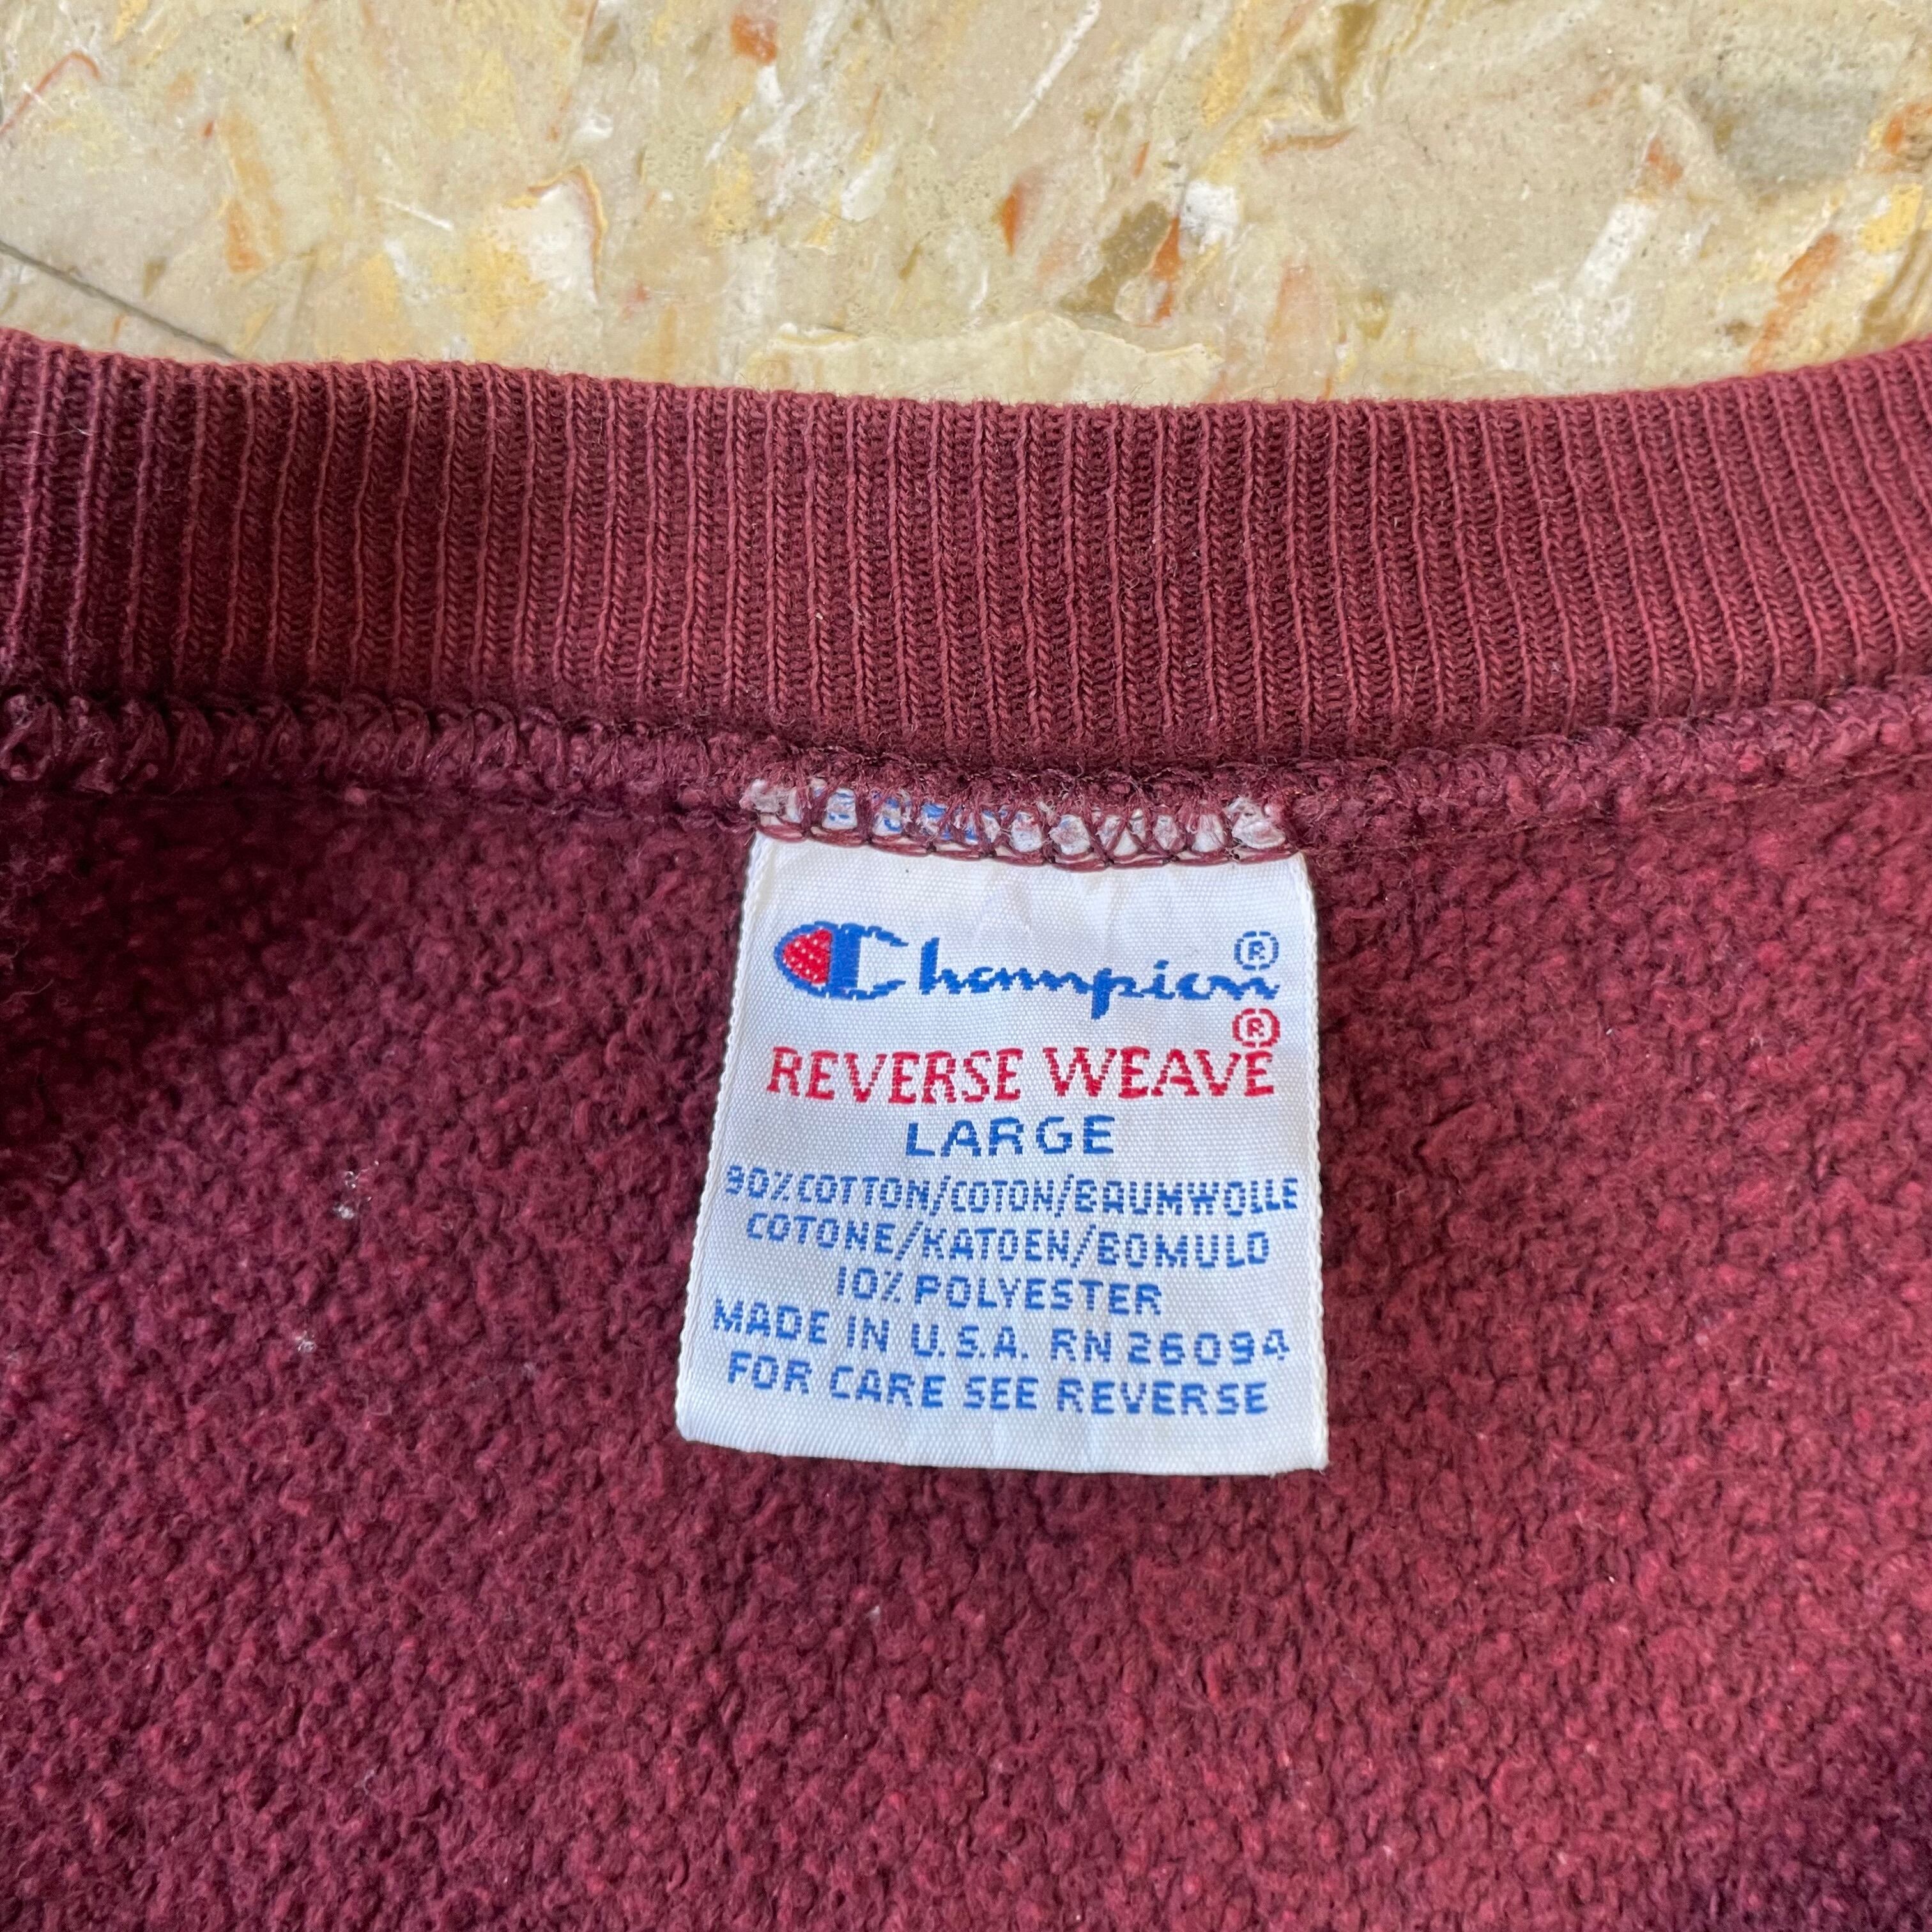 Champion®
REVERSE WEAVE®
LARGE
90% COTTON/COTON/BAUMWOLLE
COTONE/KATOEN/BOMULD
10% POLYESTER
MADE IN U.S.A. RN 26094
FOR CARE SEE REVERSE